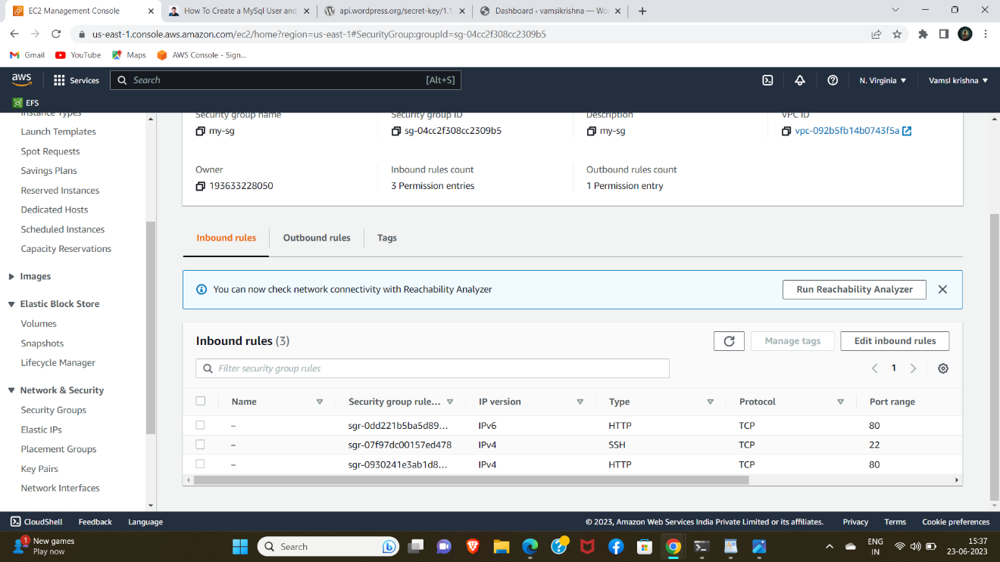 EC2 Management Console
How To Create a MySql User and
api.wordpress.org/secret-key/1.1
Dashboard ‹ vamsikrishna — Wo
us-east-1.console.aws.amazon.com/ec2/home?region=us-east-1#SecurityGroup:groupId=sg-04cc2f308cc2309b5
Gmail YouTube Maps AWS Console - Sign...
aws Services Search [Alt+S] N. Virginia ▼ VamsI krishna ▼
EFS
Instance Types
Launch Templates
Spot Requests
Savings Plans
Reserved Instances
Dedicated Hosts
Scheduled Instances
Capacity Reservations
Images
Elastic Block Store
Volumes
Snapshots
Lifecycle Manager
Network & Security
Security Groups
Elastic IPs
Placement Groups
Key Pairs
Network Interfaces
Security group name Security group ID Description VPC ID
my-sg sg-04cc2f308cc2309b5 my-sg vpc-092b5fb14b0743f5a
Owner Inbound rules count Outbound rules count
193633228050 3 Permission entries 1 Permission entry
Inbound rules Outbound rules Tags
You can now check network connectivity with Reachability Analyzer Run Reachability Analyzer
Inbound rules (3) Manage tags Edit inbound rules
Filter security group rules 1
Name Security group rule... IP version Type Protocol Port range
– sgr-0dd221b5ba5d89... IPv6 HTTP TCP 80
– sgr-07f97dc00157ed478 IPv4 SSH TCP 22
– sgr-0930241e3ab1d8... IPv4 HTTP TCP 80
CloudShell Feedback Language © 2023, Amazon Web Services India Private Limited or its affiliates. Privacy Terms Cookie preferences
1 New games
Play now
Search
ENG
IN
15:37
23-06-2023